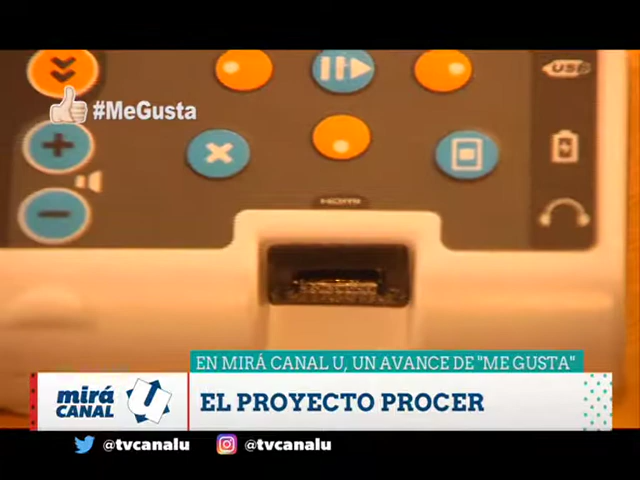 USB
#MeGusta
HDMI
EN MIRÁ CANAL U, UN AVANCE DE "ME GUSTA"
mirá
CANAL U
EL PROYECTO PROCER
@tvcanalu @tvcanalu